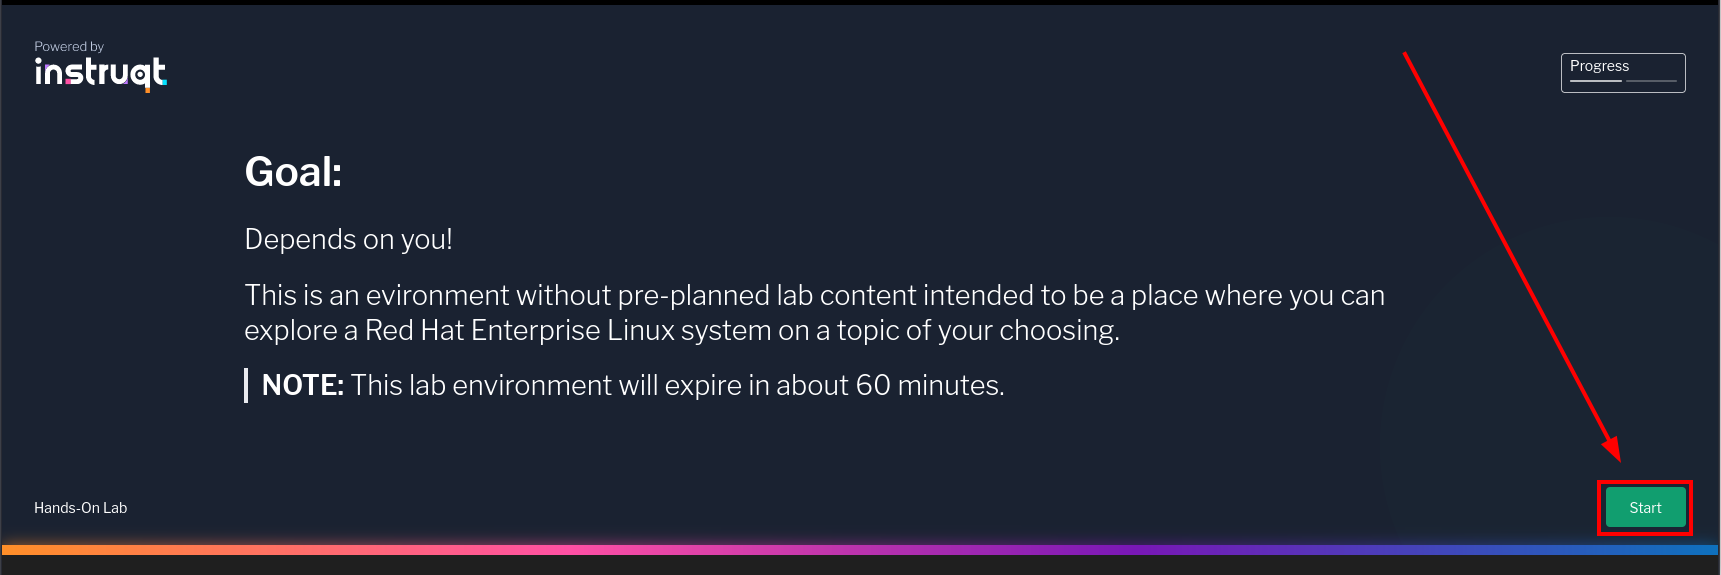 Powered by
instruqt
Progress
Goal:
Depends on you!
This is an evironment without pre-planned lab content intended to be a place where you can
explore a Red Hat Enterprise Linux system on a topic of your choosing.
NOTE: This lab environment will expire in about 60 minutes.
Hands-On Lab
Start